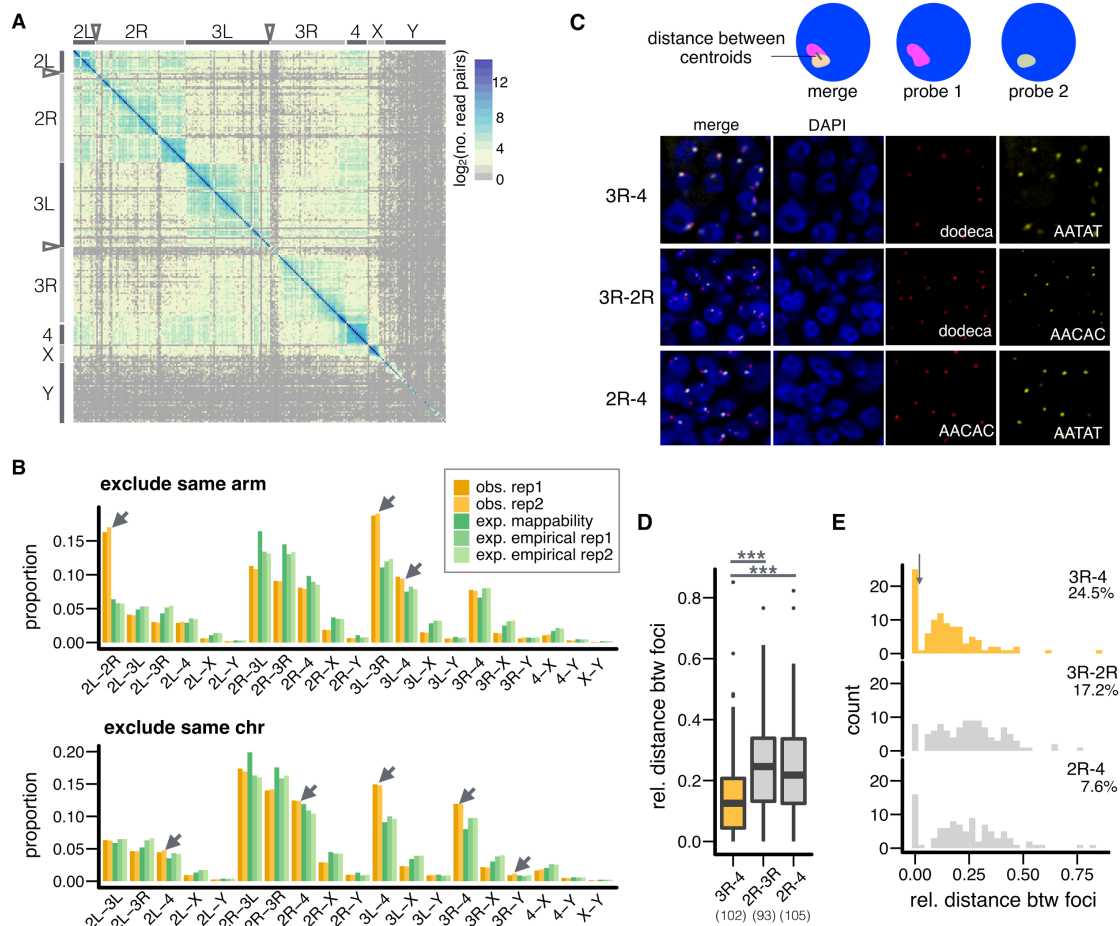 A
2L 2R 3L 3R 4 X Y
2L
2R
3L
3R
4
X
Y
log₂(no. read pairs)
12
8
4
0
B
exclude same arm
obs. rep1
obs. rep2
exp. mappability
exp. empirical rep1
exp. empirical rep2
proportion
0.15
0.10
0.05
0.00
2L-2R 2L-3L 2L-3R 2L-4 2L-X 2L-Y 2R-3L 2R-3R 2R-4 2R-X 2R-Y 3L-3R 3L-4 3L-X 3L-Y 3R-4 3R-X 3R-Y 4-X 4-Y X-Y
exclude same chr
proportion
0.20
0.15
0.10
0.05
0.00
2L-3L 2L-3R 2L-4 2L-X 2L-Y 2R-3L 2R-3R 2R-4 2R-X 2R-Y 3L-4 3L-X 3L-Y 3R-4 3R-X 3R-Y 4-X 4-Y X-Y
C
distance between
centroids
merge probe 1 probe 2
merge DAPI
3R-4
dodeca AATAT
3R-2R
dodeca AACAC
2R-4
AACAC AATAT
D
***
***
rel. distance btw foci
0.8
0.6
0.4
0.2
0.0
3R-4 2R-3R 2R-4
(102) (93) (105)
E
count
3R-4
24.5%
20
10
0
3R-2R
17.2%
20
10
0
2R-4
7.6%
20
10
0
0.00 0.25 0.50 0.75
rel. distance btw foci